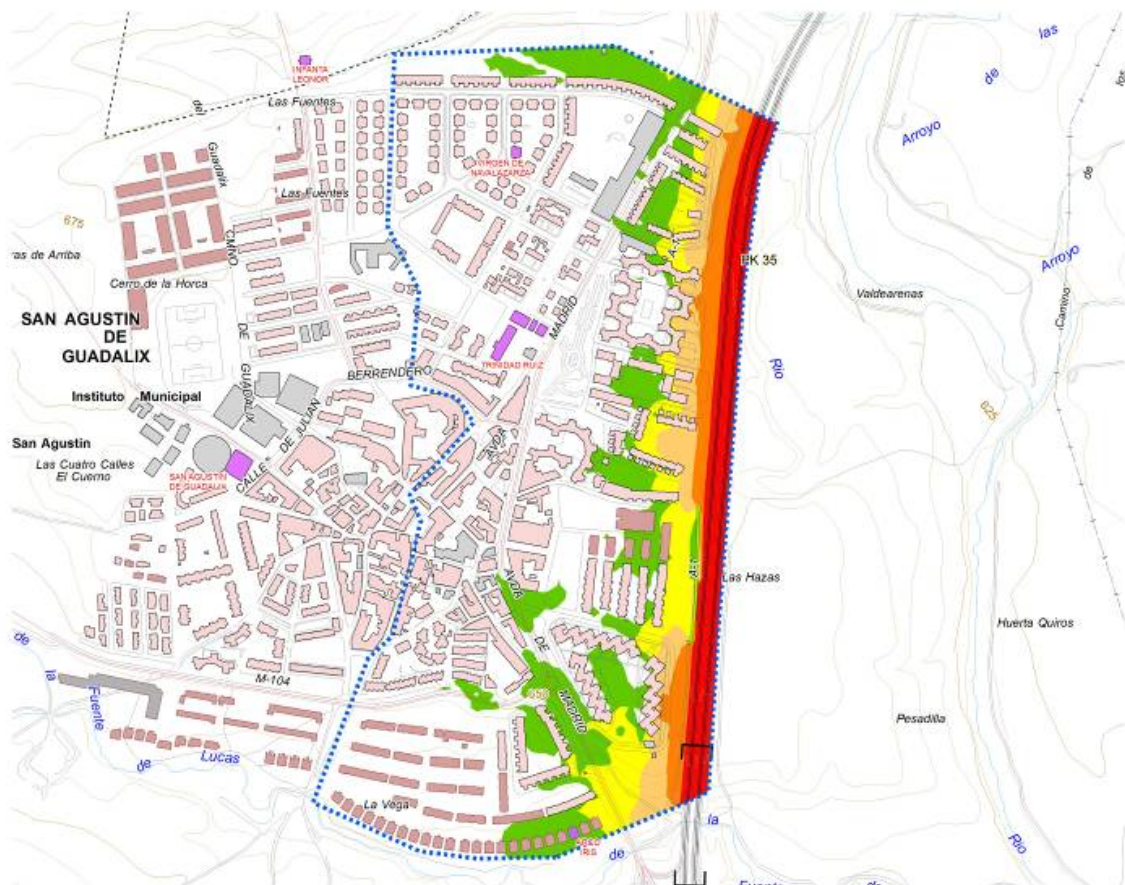 las
de
Arroyo
los
INFANTA
LEONOR
del
Las Fuentes
VIRGEN DE
NAVALAZARZA
Guadalix
de
Las Fuentes
675
CMNO
A-1
PK 35
Arroyo
ras de Arriba
Cerro de la Horca
Valdearenas
Camino
MADRID
SAN AGUSTIN
DE
GUADALIX
DE
TRINIDAD RUIZ
Rio
BERRENDERO
Instituto Municipal
GUADALIX
JULIAN
DE
625
San Agustin
AVDA
Las Cuatro Calles
El Cuerno
SAN AGUSTIN
DE GUADALIX
CALLE
A-1
Las Hazas
AVDA
Huerta Quiros
de
DE
la
M-104
MADRID
Fuente
Pesadilla
de
Lucas
La Vega
la
IRIS
de
Rio
Fuente
de